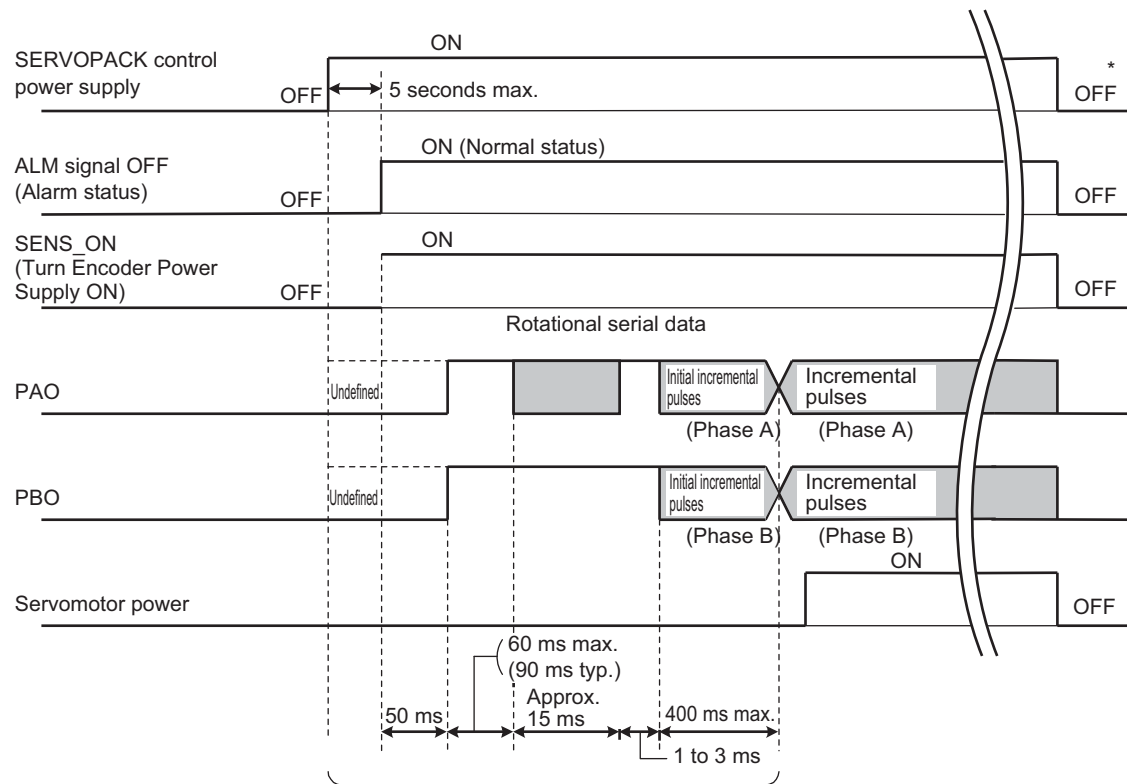 SERVOPACK control
power supply
OFF
ON
5 seconds max.
*
OFF
ALM signal OFF
(Alarm status)
OFF
ON (Normal status)
OFF
SENS_ON
(Turn Encoder Power
Supply ON)
OFF
ON
OFF
Rotational serial data
PAO
Undefined
Initial incremental
pulses
(Phase A)
Incremental
pulses
(Phase A)
PBO
Undefined
Initial incremental
pulses
(Phase B)
Incremental
pulses
(Phase B)
Servomotor power
ON
OFF
60 ms max.
(90 ms typ.)
50 ms
Approx.
15 ms
400 ms max.
1 to 3 ms